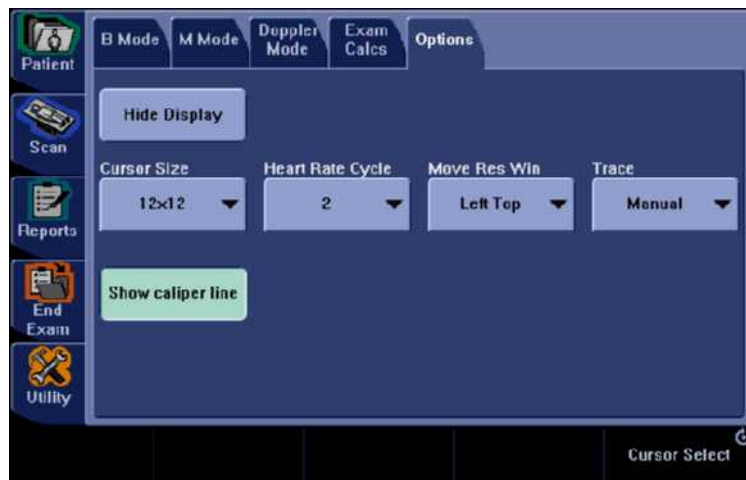 Patient
Scan
Reports
End
Exam
Utility
B Mode
M Mode
Doppler
Mode
Exam
Calcs
Options
Hide Display
Cursor Size
Heart Rate Cycle
Move Res Win
Trace
12x12
2
Left Top
Manual
Show caliper line
Cursor Select